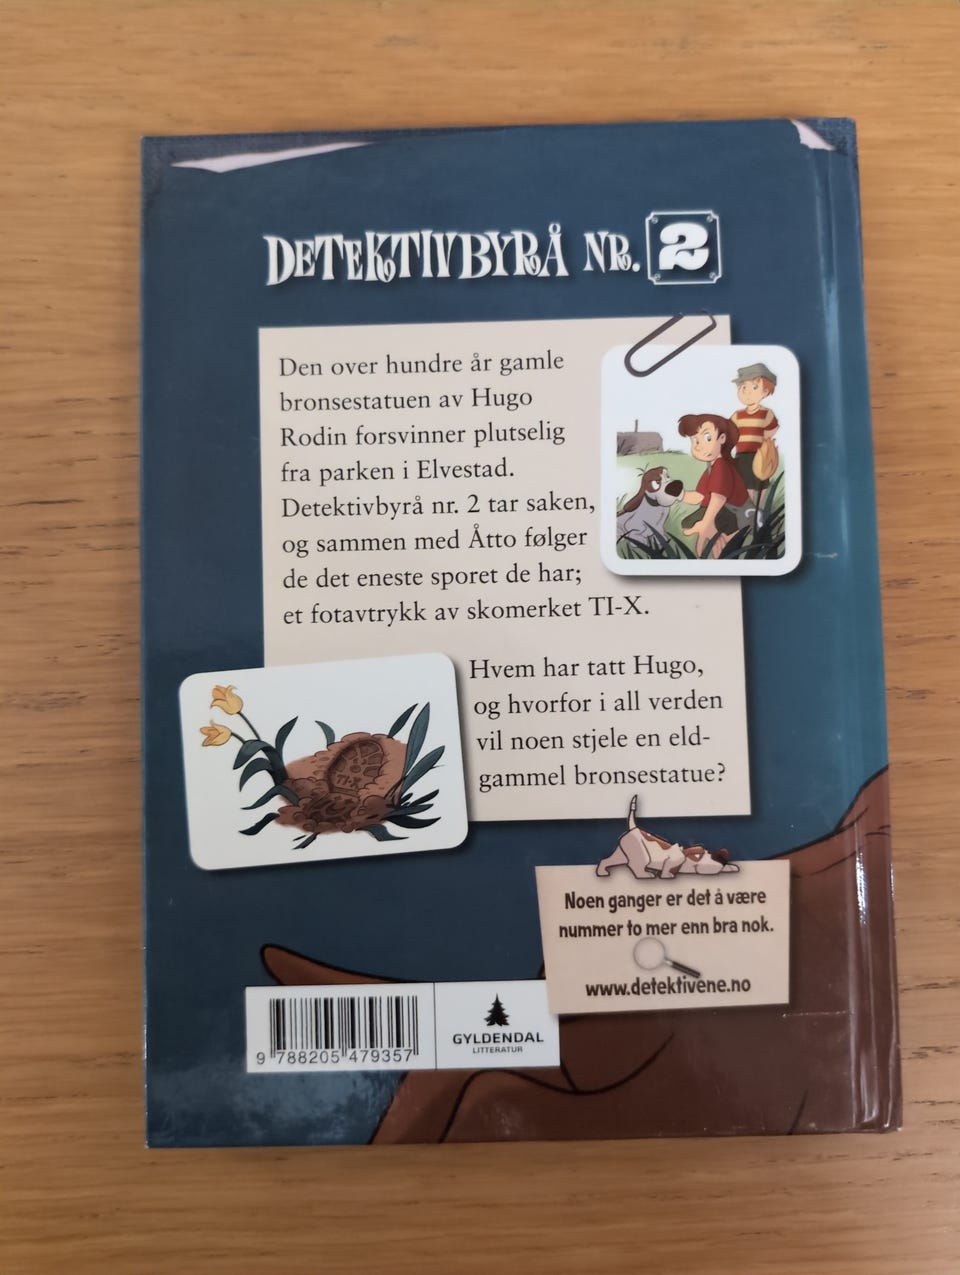 DETEKTIVBYRÅ NR. 2
Den over hundre år gamle
bronsestatuen av Hugo
Rodin forsvinner plutselig
fra parken i Elvestad.
Detektivbyrå nr. 2 tar saken,
og sammen med Åtto følger
de det eneste sporet de har;
et fotavtrykk av skomerket TI-X.
Hvem har tatt Hugo,
og hvorfor i all verden
vil noen stjele en eld-
gammel bronsestatue?
TI-X
Noen ganger er det å være
nummer to mer enn bra nok.
www.detektivene.no
9 788205 479357
GYLDENDAL
LITTERATUR